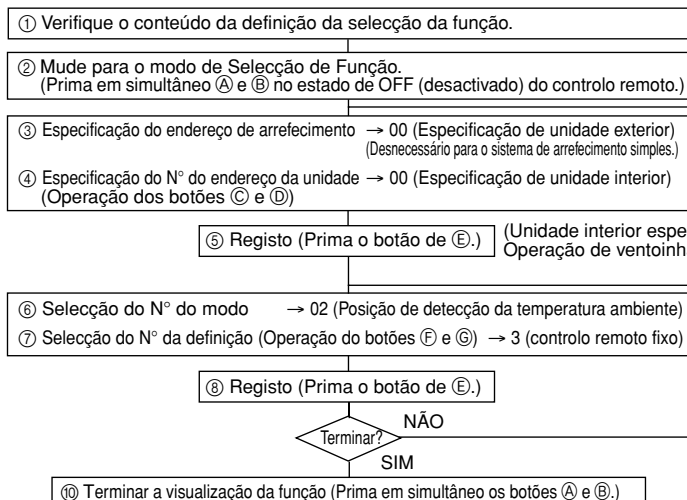 ① Verifique o conteúdo da definição da selecção da função.
② Mude para o modo de Selecção de Função.
(Prima em simultâneo Ⓐ e Ⓑ no estado de OFF (desactivado) do controlo remoto.)
③ Especificação do endereço de arrefecimento → 00 (Especificação de unidade exterior)
(Desnecessário para o sistema de arrefecimento simples.)
④ Especificação do N° do endereço da unidade → 00 (Especificação de unidade interior)
(Operação dos botões Ⓒ e Ⓓ)
⑤ Registo (Prima o botão de Ⓔ.)
(Unidade interior espe
Operação de ventoinh
⑥ Selecção do N° do modo → 02 (Posição de detecção da temperatura ambiente)
⑦ Selecção do N° da definição (Operação do botões Ⓕ e Ⓖ) → 3 (controlo remoto fixo)
⑧ Registo (Prima o botão de Ⓔ.)
Terminar?
NÃO
SIM
⑩ Terminar a visualização da função (Prima em simultâneo os botões Ⓐ e Ⓑ.)